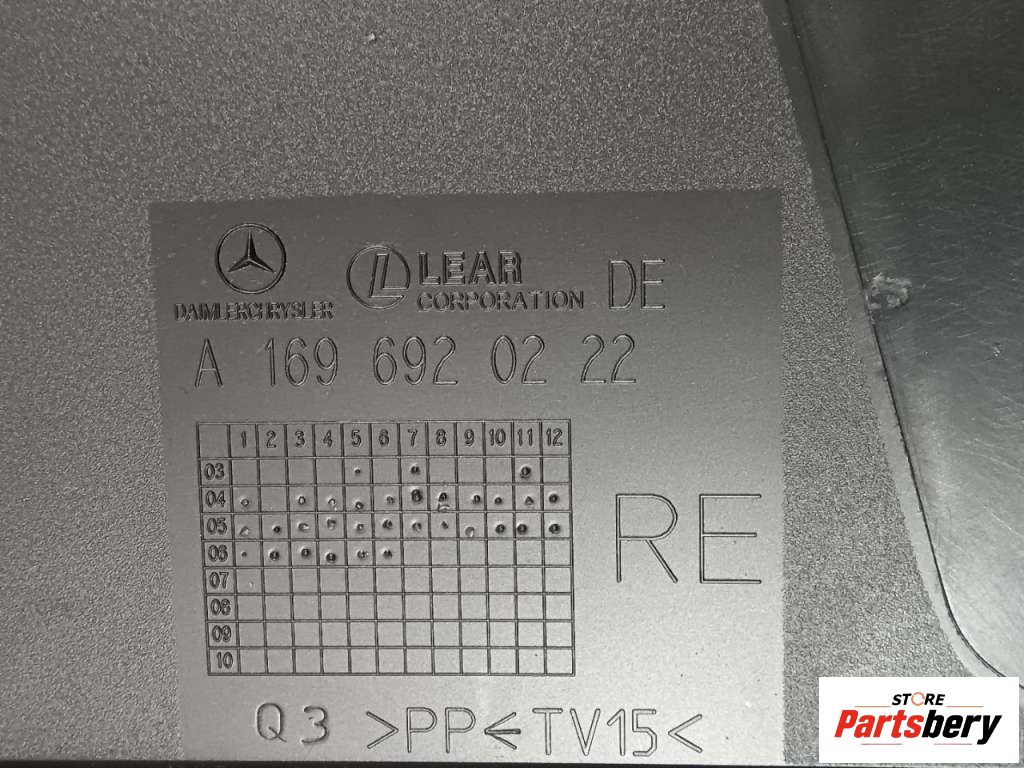 DAIMLERCHRYSLER
LEAR
CORPORATION
DE
A 169 692 02 22
1 2 3 4 5 6 7 8 9 10 11 12
03
04
05
06
07
08
09
10
RE
Q3 >PP<TV15<
STORE
Partsbery